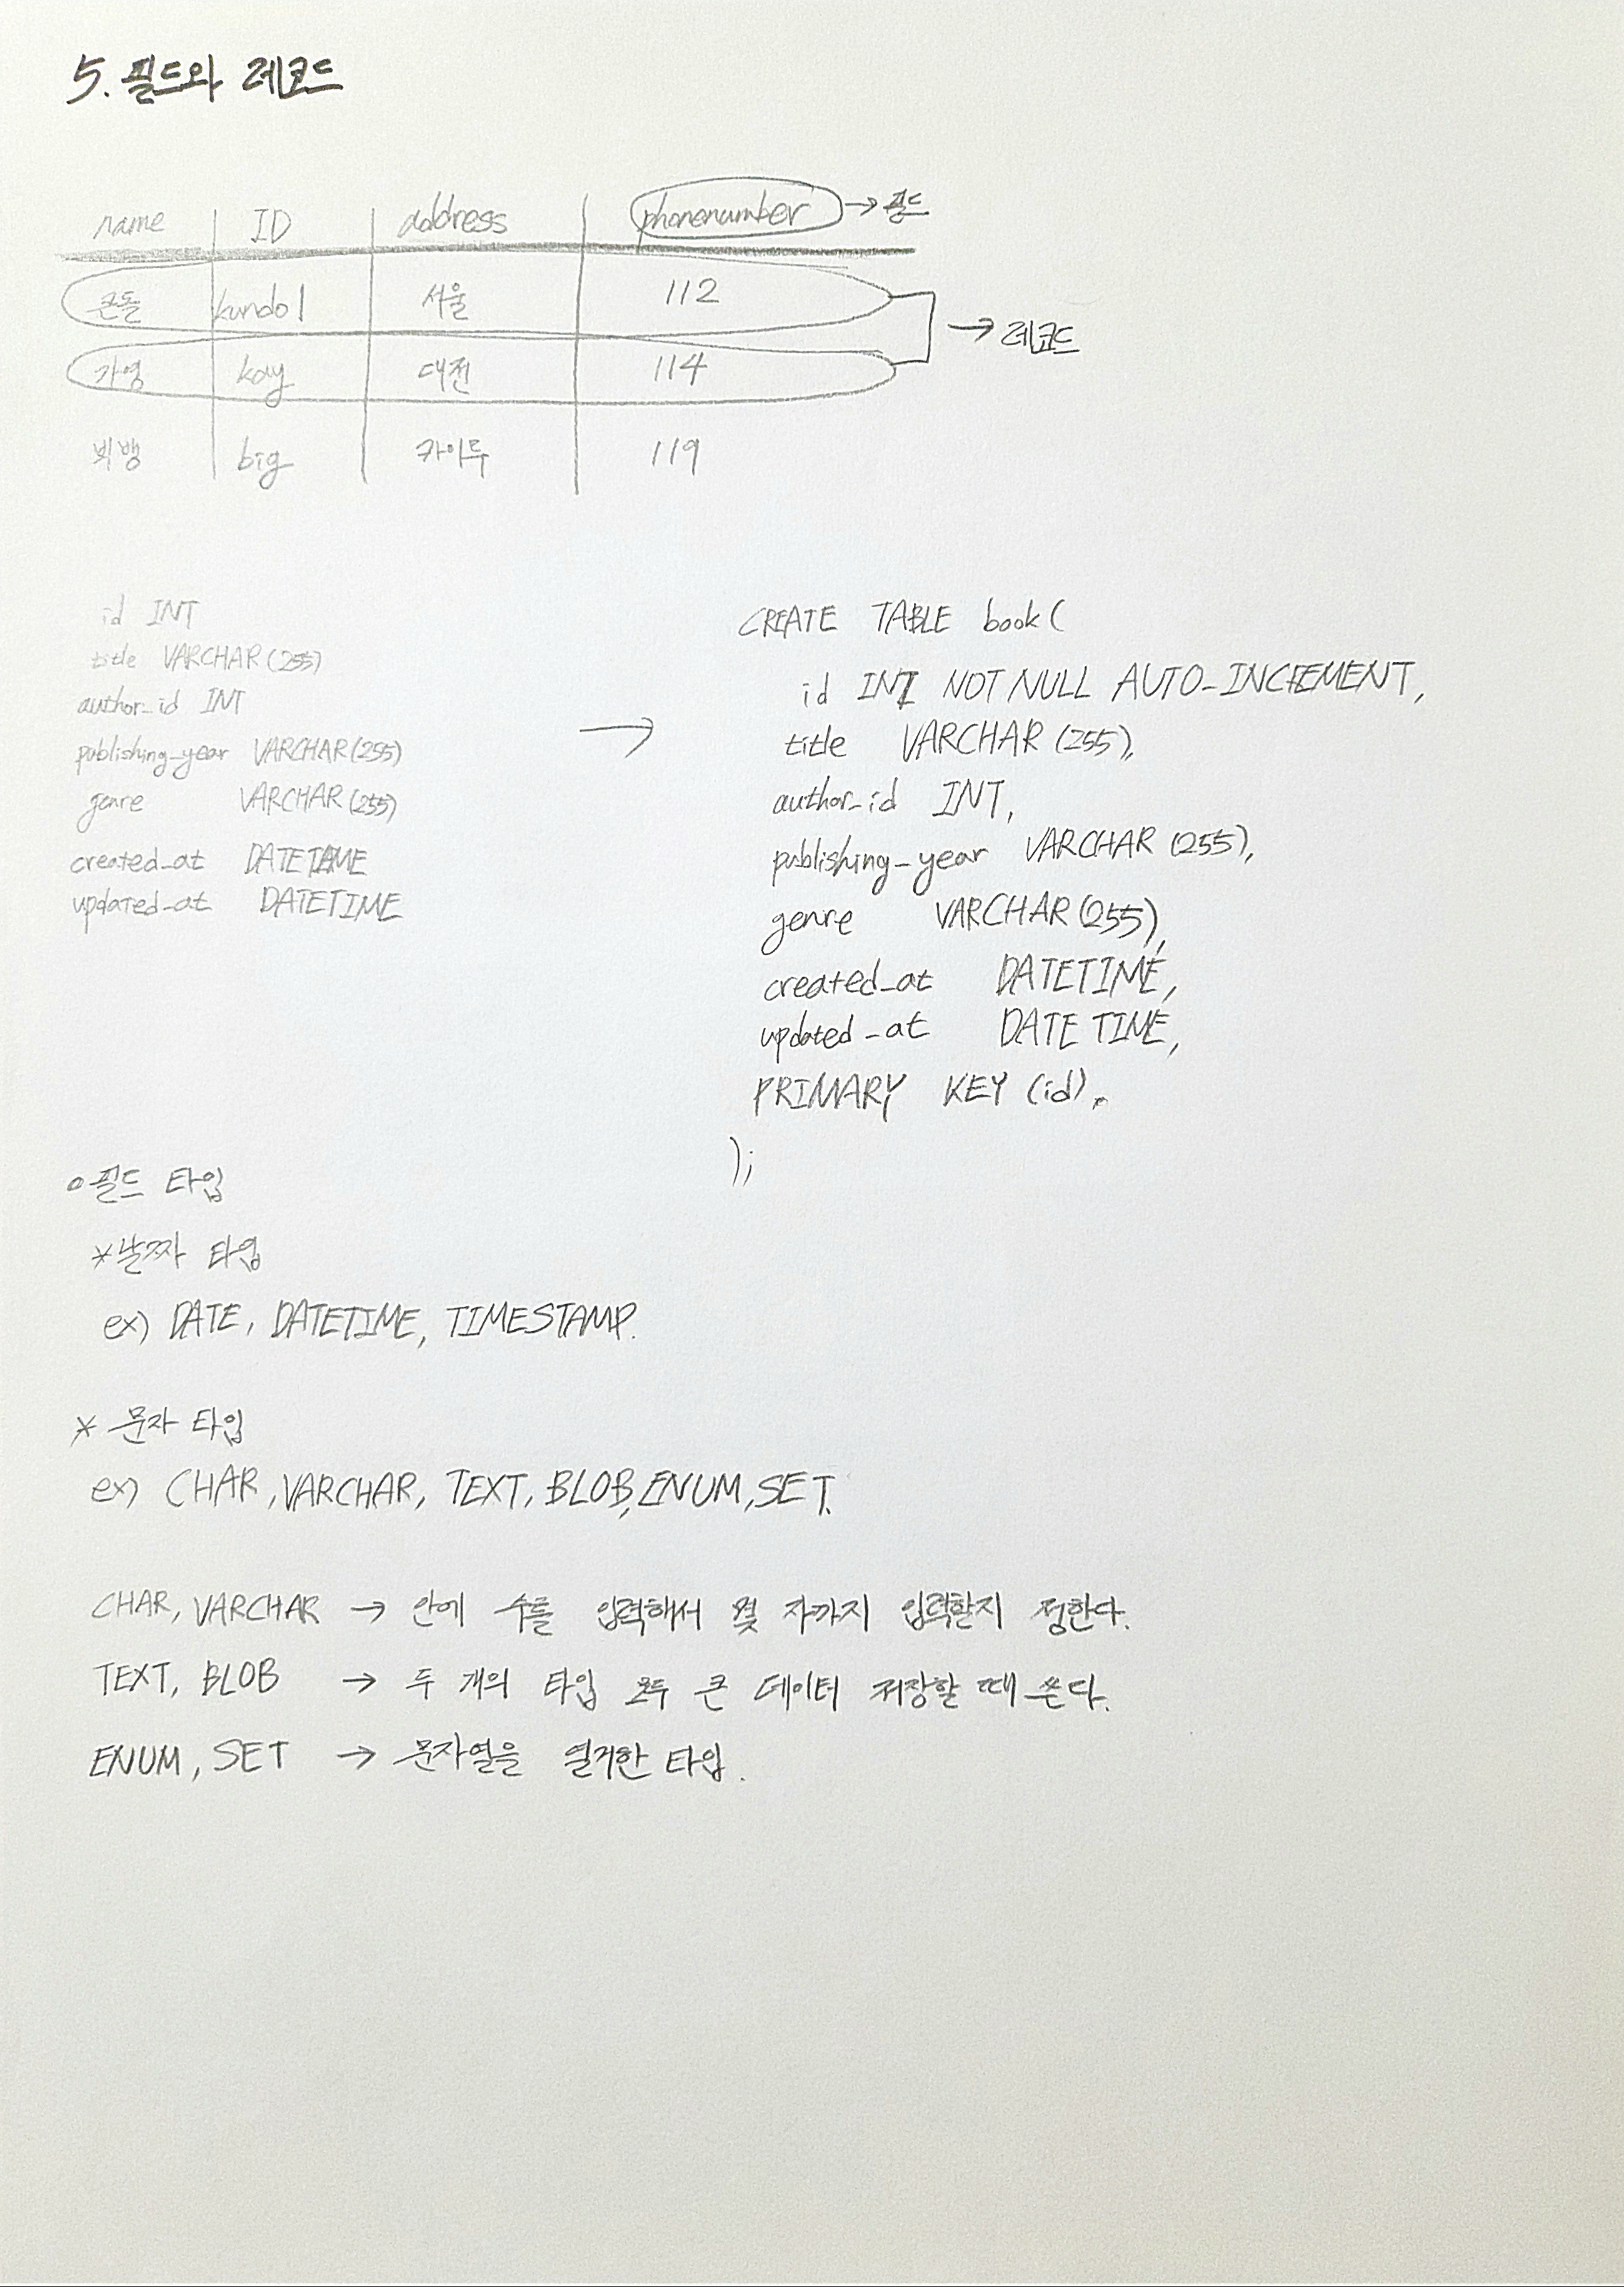 5. 필드와 레코드
name ID address phonenumber → 필드
큰돌 kundol 서울 112
→ 레코드
가영 kay 대전 114
빅뱅 big 카이루 119
id INT
title VARCHAR(255)
author_id INT
publishing_year VARCHAR(255)
genre VARCHAR(255)
created_at DATETIME
updated_at DATETIME
→
CREATE TABLE book(
id INT NOT NULL AUTO_INCREMENT,
title VARCHAR(255),
author_id INT,
publishing_year VARCHAR(255),
genre VARCHAR(255),
created_at DATETIME,
updated_at DATETIME,
PRIMARY KEY (id)
);
o 필드 타입
*날짜 타입
ex) DATE, DATETIME, TIMESTAMP.
* 문자 타입
ex) CHAR, VARCHAR, TEXT, BLOB, ENUM, SET.
CHAR, VARCHAR → 안에 수를 입력해서 몇 자까지 입력할지 정한다.
TEXT, BLOB → 두 개의 타입 모두 큰 데이터 저장할 때 쓴다.
ENUM, SET → 문자열을 열거한 타입.